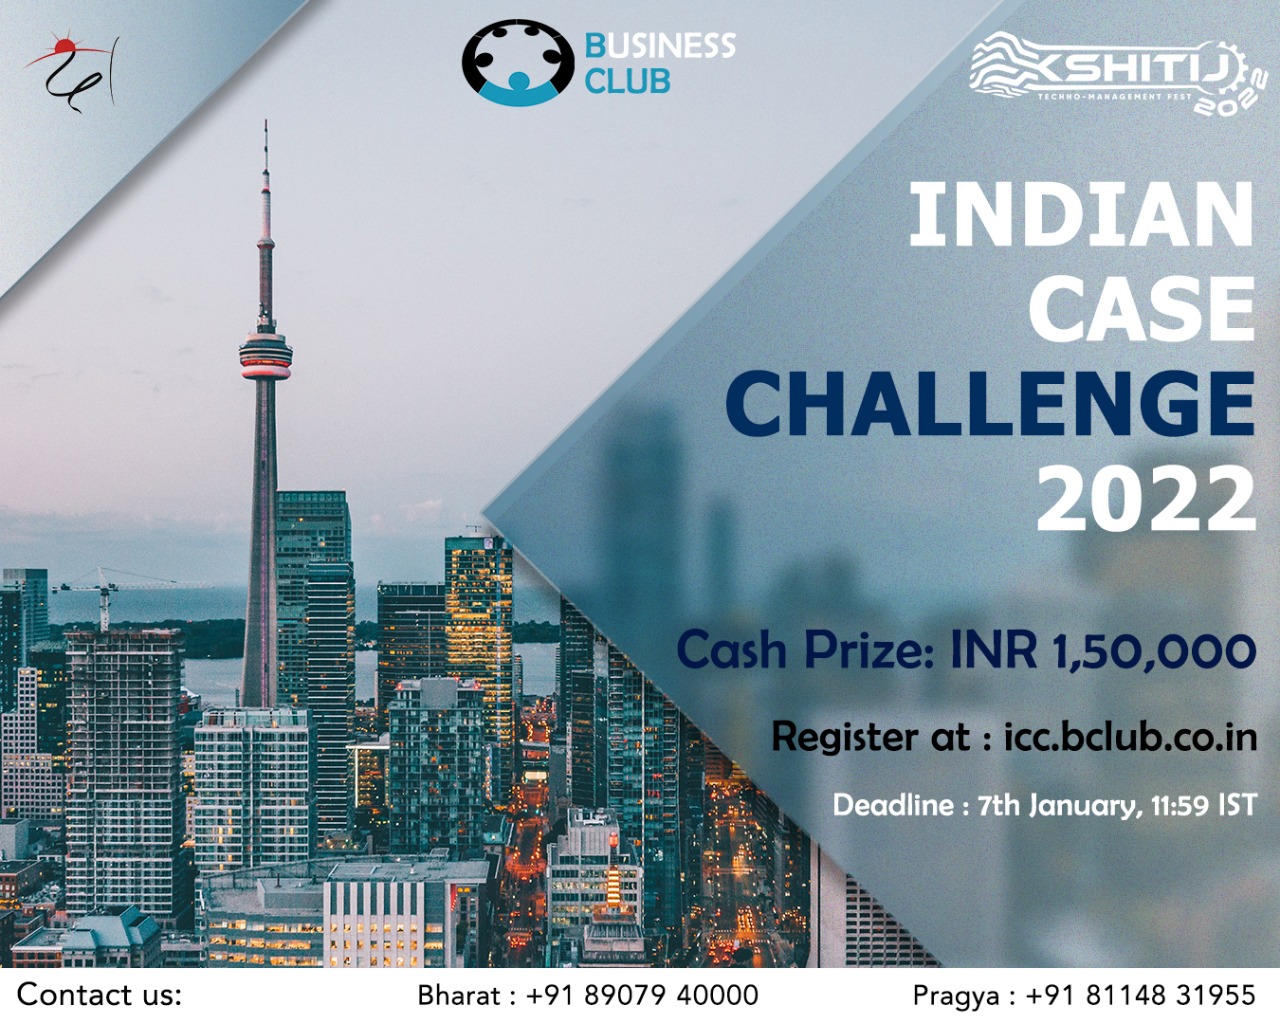 BUSINESS
CLUB
KSHITIJ
TECHNO-MANAGEMENT FEST
2022
INDIAN
CASE
CHALLENGE
2022
Cash Prize: INR 1,50,000
Register at : icc.bclub.co.in
Deadline : 7th January, 11:59 IST
Contact us:
Bharat : +91 89079 40000
Pragya : +91 81148 31955